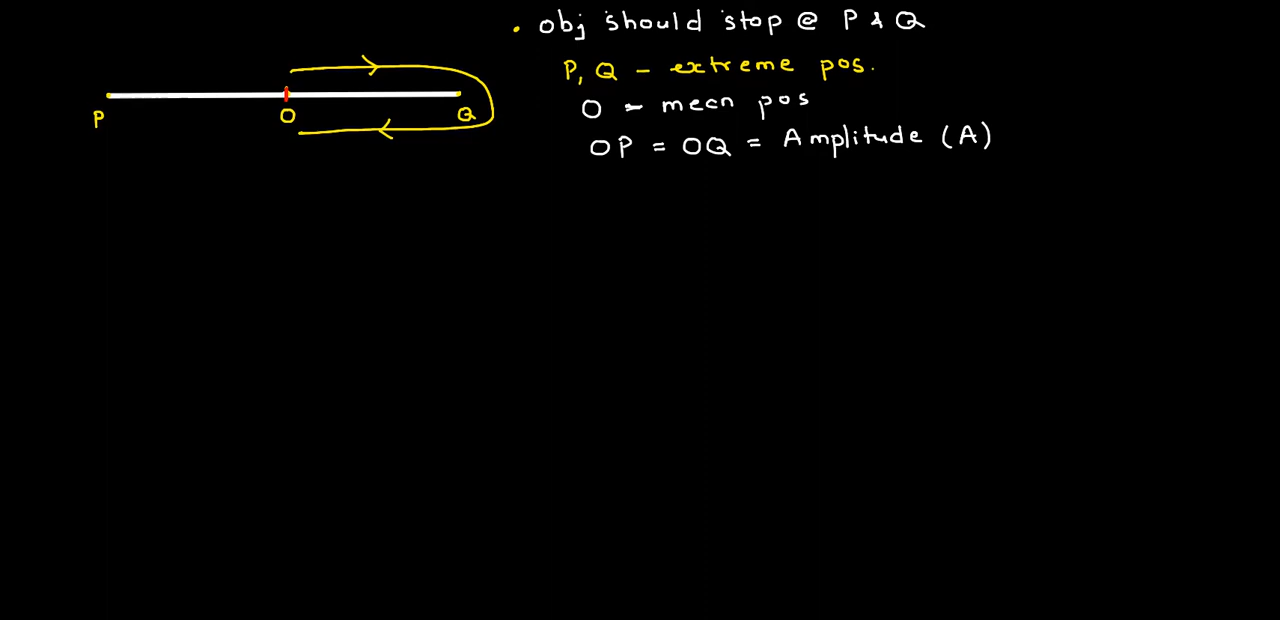 • obj should stop @ P & Q
P, Q - extreme pos.
O - mean pos
OP = OQ = Amplitude (A)
P O Q